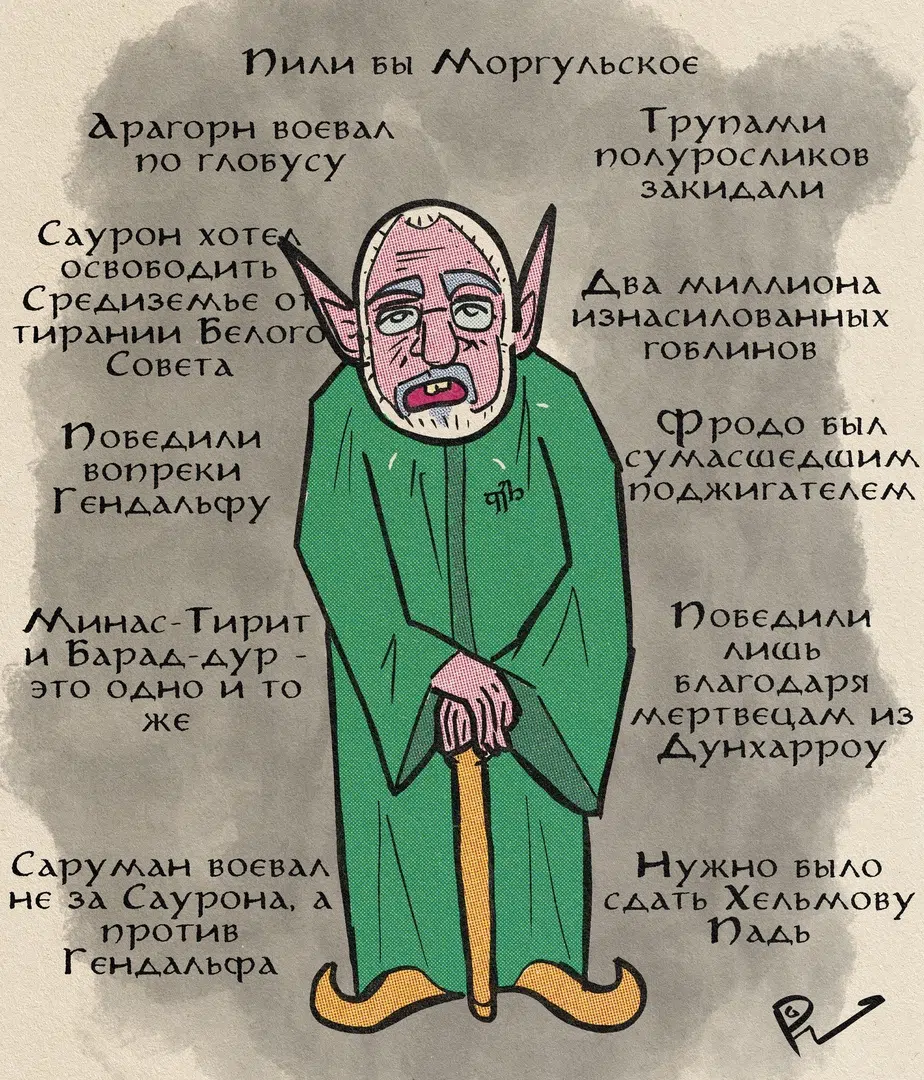 Пили бы Моргульское
Арагорн воевал
по глобусу
Трупами
полуросликов
закидали
Саурон хотел
освободить
Средиземье от
тирании Белого
Совета
Два миллиона
изнасилованных
гоблинов
Победили
вопреки
Гендальфу
Фродо был
сумасшедшим
поджигателем
Минас-Тирит
и Барад-дур -
это одно и то
же
Победили
лишь
благодаря
мертвецам из
Дунхарроу
Саруман воевал
не за Саурона, а
против
Гендальфа
Нужно было
сдать Хельмову
Падь